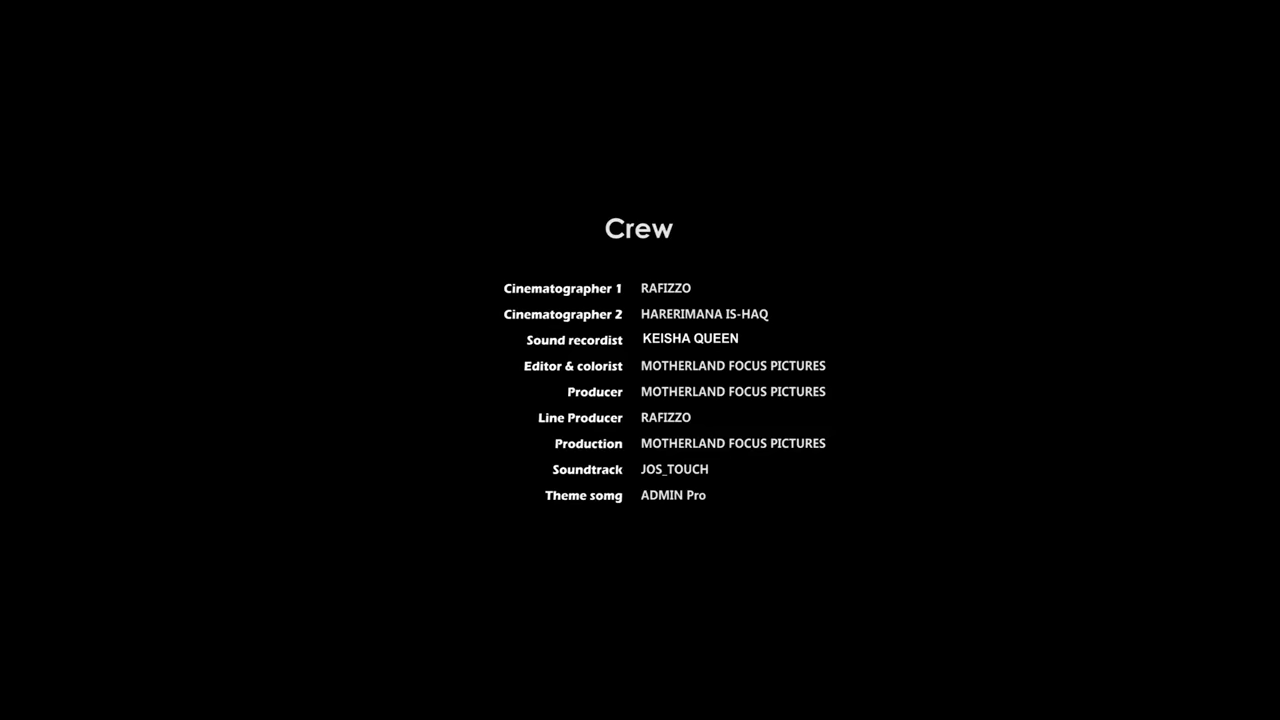 Crew
Cinematographer 1 RAFIZZO
Cinematographer 2 HARERIMANA IS-HAQ
Sound recordist KEISHA QUEEN
Editor & colorist MOTHERLAND FOCUS PICTURES
Producer MOTHERLAND FOCUS PICTURES
Line Producer RAFIZZO
Production MOTHERLAND FOCUS PICTURES
Soundtrack JOS_TOUCH
Theme somg ADMIN Pro